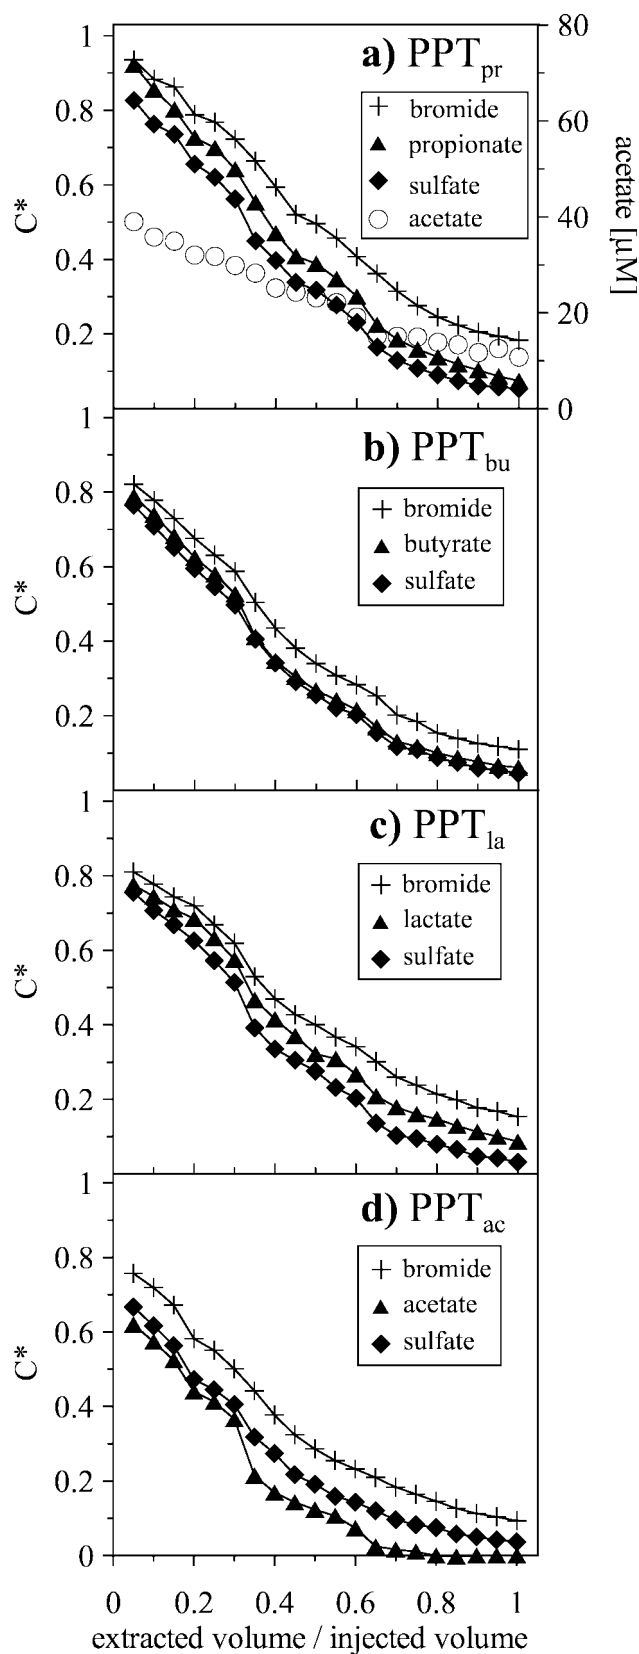 a) PPTpr
1
0.8
0.6
0.4
0.2
C*
80
60
40
20
0
acetate [µM]
bromide
propionate
sulfate
acetate
b) PPTbu
1
0.8
0.6
0.4
0.2
C*
bromide
butyrate
sulfate
c) PPTla
1
0.8
0.6
0.4
0.2
C*
bromide
lactate
sulfate
d) PPTac
1
0.8
0.6
0.4
0.2
0
C*
bromide
acetate
sulfate
0 0.2 0.4 0.6 0.8 1
extracted volume / injected volume